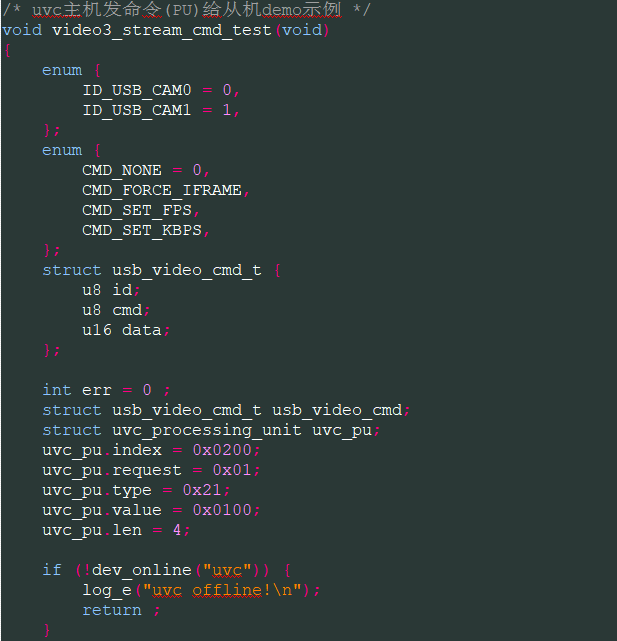 /* uvc主机发命令(PU)给从机demo示例 */
void video3_stream_cmd_test(void)
{
    enum {
        ID_USB_CAM0 = 0,
        ID_USB_CAM1 = 1,
    };
    enum {
        CMD_NONE = 0,
        CMD_FORCE_IFRAME,
        CMD_SET_FPS,
        CMD_SET_KBPS,
    };
    struct usb_video_cmd_t {
        u8 id;
        u8 cmd;
        u16 data;
    };
    int err = 0 ;
    struct usb_video_cmd_t usb_video_cmd;
    struct uvc_processing_unit uvc_pu;
    uvc_pu.index = 0x0200;
    uvc_pu.request = 0x01;
    uvc_pu.type = 0x21;
    uvc_pu.value = 0x0100;
    uvc_pu.len = 4;
    if (!dev_online("uvc")) {
        log_e("uvc offline!\n");
        return ;
    }